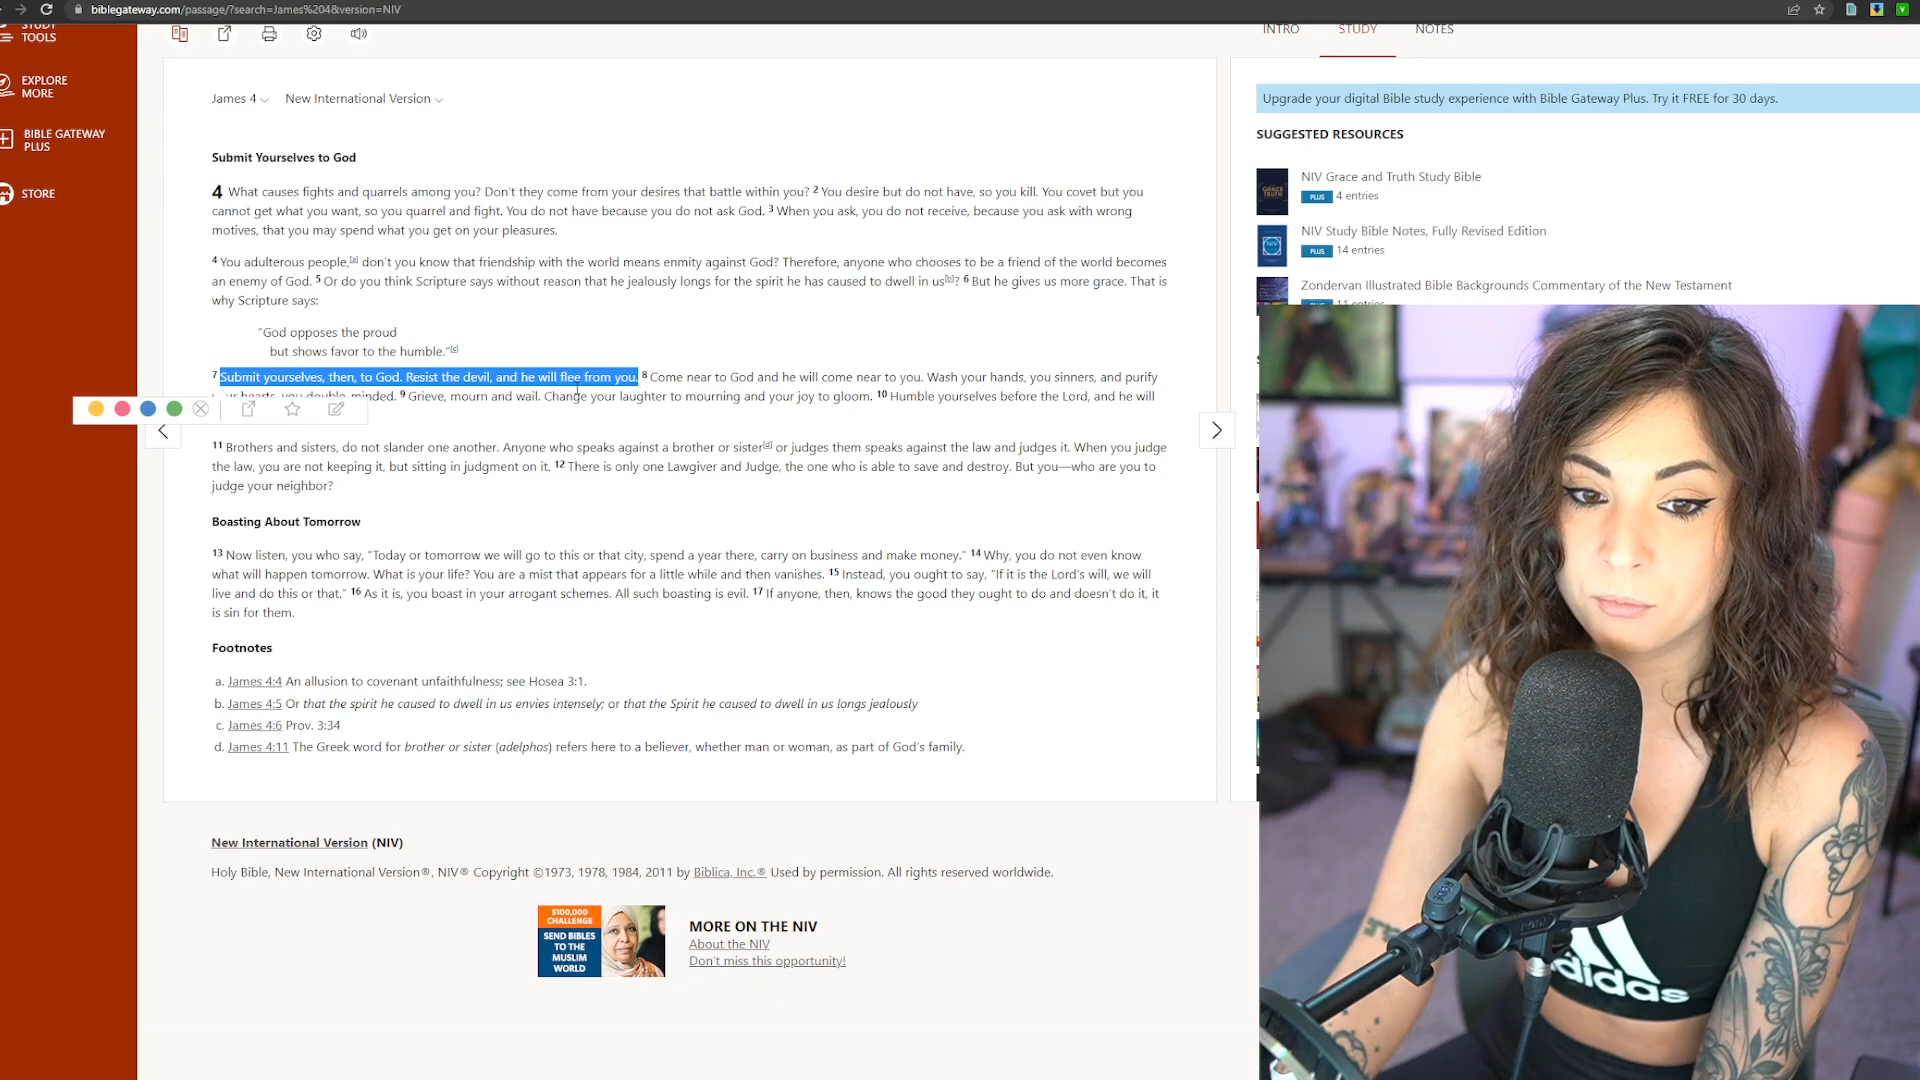 biblegateway.com/passage/?search=James%204&version=NIV
TOOLS
EXPLORE
MORE
BIBLE GATEWAY
PLUS
STORE
INTRO STUDY NOTES
James 4 New International Version
Submit Yourselves to God
4 What causes fights and quarrels among you? Don't they come from your desires that battle within you? 2 You desire but do not have, so you kill. You covet but you
cannot get what you want, so you quarrel and fight. You do not have because you do not ask God. 3 When you ask, you do not receive, because you ask with wrong
motives, that you may spend what you get on your pleasures.
4 You adulterous people,[a] don't you know that friendship with the world means enmity against God? Therefore, anyone who chooses to be a friend of the world becomes
an enemy of God. 5 Or do you think Scripture says without reason that he jealously longs for the spirit he has caused to dwell in us[b]? 6 But he gives us more grace. That is
why Scripture says:
"God opposes the proud
but shows favor to the humble."[c]
7 Submit yourselves, then, to God. Resist the devil, and he will flee from you. 8 Come near to God and he will come near to you. Wash your hands, you sinners, and purify
your hearts, you double-minded. 9 Grieve, mourn and wail. Change your laughter to mourning and your joy to gloom. 10 Humble yourselves before the Lord, and he will
11 Brothers and sisters, do not slander one another. Anyone who speaks against a brother or sister[d] or judges them speaks against the law and judges it. When you judge
the law, you are not keeping it, but sitting in judgment on it. 12 There is only one Lawgiver and Judge, the one who is able to save and destroy. But you—who are you to
judge your neighbor?
Boasting About Tomorrow
13 Now listen, you who say, "Today or tomorrow we will go to this or that city, spend a year there, carry on business and make money." 14 Why, you do not even know
what will happen tomorrow. What is your life? You are a mist that appears for a little while and then vanishes. 15 Instead, you ought to say, "If it is the Lord's will, we will
live and do this or that." 16 As it is, you boast in your arrogant schemes. All such boasting is evil. 17 If anyone, then, knows the good they ought to do and doesn't do it, it
is sin for them.
Footnotes
a. James 4:4 An allusion to covenant unfaithfulness; see Hosea 3:1.
b. James 4:5 Or that the spirit he caused to dwell in us envies intensely; or that the Spirit he caused to dwell in us longs jealously
c. James 4:6 Prov. 3:34
d. James 4:11 The Greek word for brother or sister (adelphos) refers here to a believer, whether man or woman, as part of God's family.
New International Version (NIV)
Holy Bible, New International Version®, NIV® Copyright ©1973, 1978, 1984, 2011 by Biblica, Inc.® Used by permission. All rights reserved worldwide.
$100,000
CHALLENGE
SEND BIBLES
TO THE
MUSLIM
WORLD
MORE ON THE NIV
About the NIV
Don't miss this opportunity!
Upgrade your digital Bible study experience with Bible Gateway Plus. Try it FREE for 30 days.
SUGGESTED RESOURCES
NIV Grace and Truth Study Bible
PLUS 4 entries
NIV Study Bible Notes, Fully Revised Edition
PLUS 14 entries
Zondervan Illustrated Bible Backgrounds Commentary of the New Testament
adidas